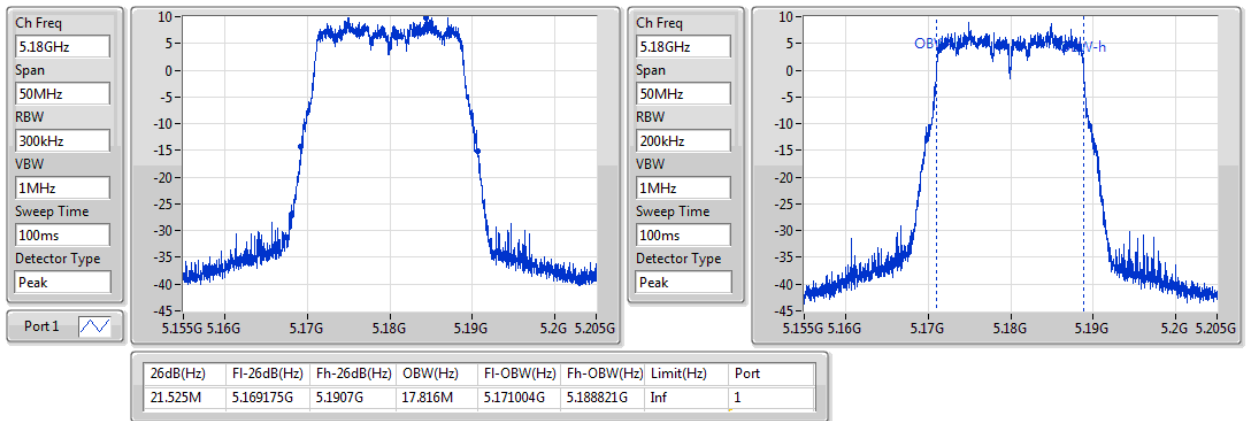 Ch Freq
5.18GHz
Span
50MHz
RBW
300kHz
VBW
1MHz
Sweep Time
100ms
Detector Type
Peak
Port 1
10
5
0
-5
-10
-15
-20
-25
-30
-35
-40
-45
5.155G 5.16G 5.17G 5.18G 5.19G 5.2G 5.205G
Ch Freq
5.18GHz
Span
50MHz
RBW
200kHz
VBW
1MHz
Sweep Time
100ms
Detector Type
Peak
10
5
0
-5
-10
-15
-20
-25
-30
-35
-40
-45
5.155G 5.16G 5.17G 5.18G 5.19G 5.2G 5.205G
26dB(Hz) Fl-26dB(Hz) Fh-26dB(Hz) OBW(Hz) Fl-OBW(Hz) Fh-OBW(Hz) Limit(Hz) Port
21.525M 5.169175G 5.1907G 17.816M 5.171004G 5.188821G Inf 1